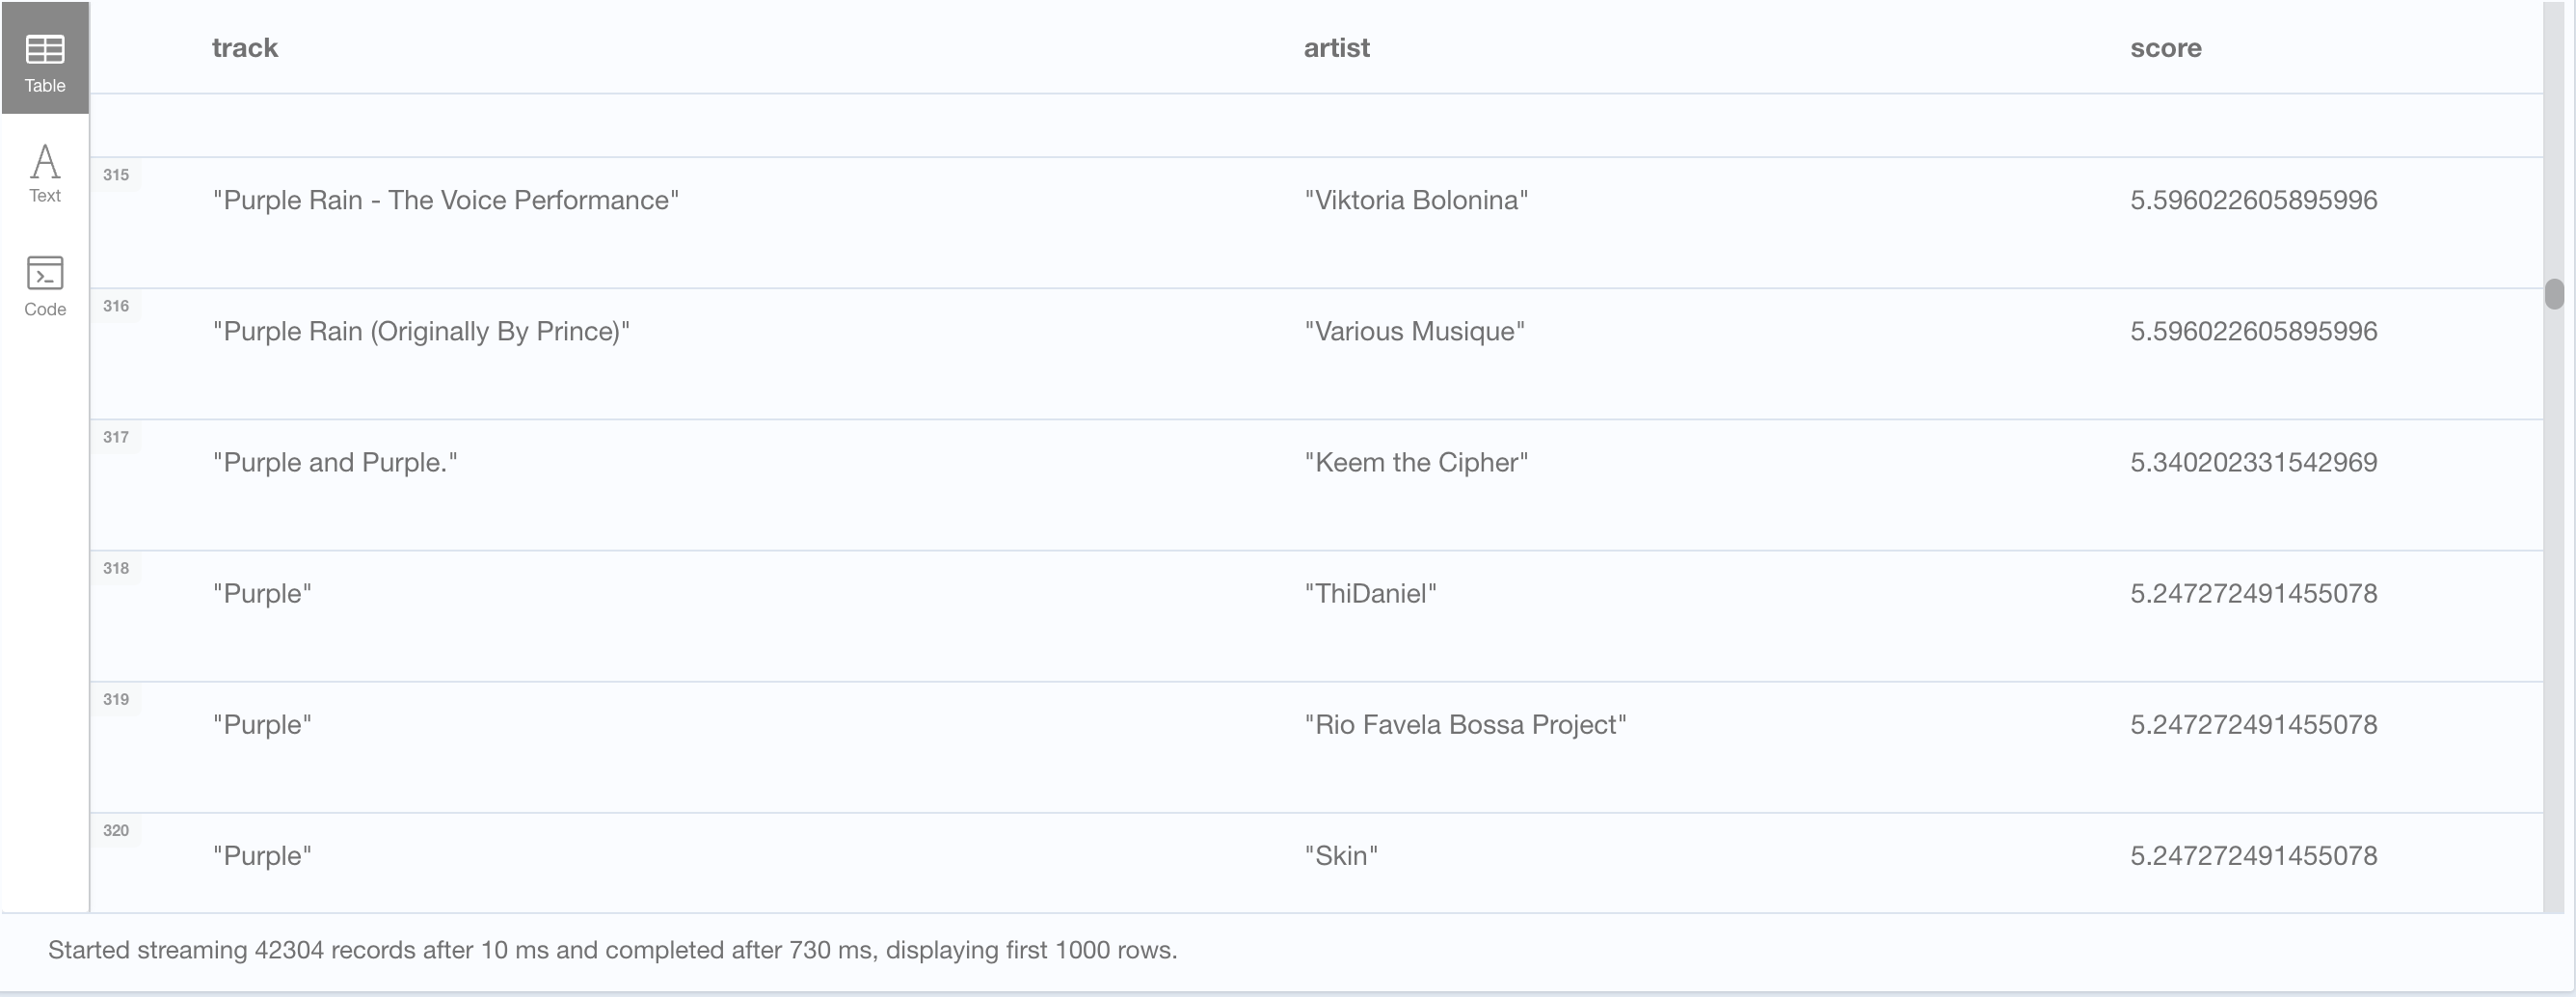 track artist score
Table
315
"Purple Rain - The Voice Performance" "Viktoria Bolonina" 5.596022605895996
Text
316
"Purple Rain (Originally By Prince)" "Various Musique" 5.596022605895996
Code
317
"Purple and Purple." "Keem the Cipher" 5.340202331542969
318
"Purple" "ThiDaniel" 5.247272491455078
319
"Purple" "Rio Favela Bossa Project" 5.247272491455078
320
"Purple" "Skin" 5.247272491455078
Started streaming 42304 records after 10 ms and completed after 730 ms, displaying first 1000 rows.